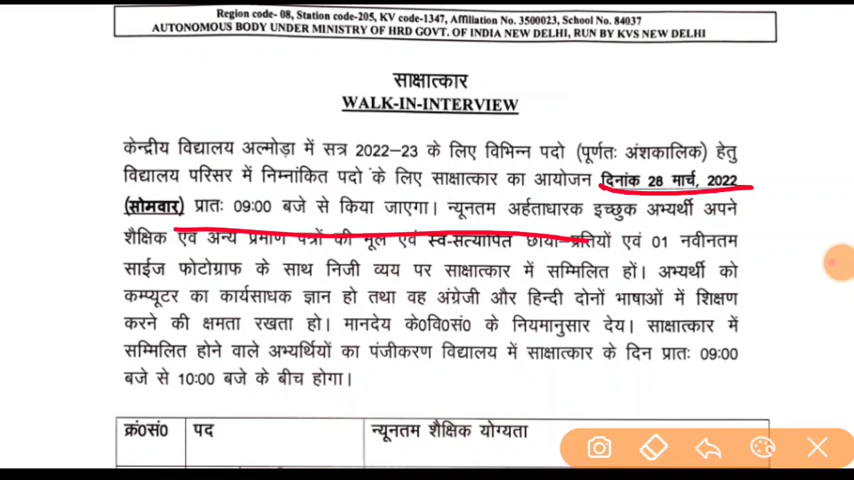 Region code- 08, Station code-205, KV code-1347, Affiliation No. 3500023, School No. 84037
AUTONOMOUS BODY UNDER MINISTRY OF HRD GOVT. OF INDIA NEW DELHI, RUN BY KVS NEW DELHI
साक्षात्कार
WALK-IN-INTERVIEW
केन्द्रीय विद्यालय अल्मोड़ा में सत्र 2022–23 के लिए विभिन्न पदो (पूर्णतः अंशकालिक) हेतु
विद्यालय परिसर में निम्नांकित पदो के लिए साक्षात्कार का आयोजन दिनांक 28 मार्च, 2022
(सोमवार) प्रातः 09:00 बजे से किया जाएगा। न्यूनतम अर्हताधारक इच्छुक अभ्यर्थी अपने
शैक्षिक एवं अन्य प्रमाण पत्रों की मूल एवं स्व-सत्यापित छाया–प्रतियों एवं 01 नवीनतम
साईज फोटोग्राफ के साथ निजी व्यय पर साक्षात्कार में सम्मिलित हों। अभ्यर्थी को
कम्प्यूटर का कार्यसाधक ज्ञान हो तथा वह अंग्रेजी और हिन्दी दोनों भाषाओं में शिक्षण
करने की क्षमता रखता हो। मानदेय के०वि०सं० के नियमानुसार देय। साक्षात्कार में
सम्मिलित होने वाले अभ्यर्थियों का पंजीकरण विद्यालय में साक्षात्कार के दिन प्रातः 09:00
बजे से 10:00 बजे के बीच होगा।
क्रं०सं० पद न्यूनतम शैक्षिक योग्यता